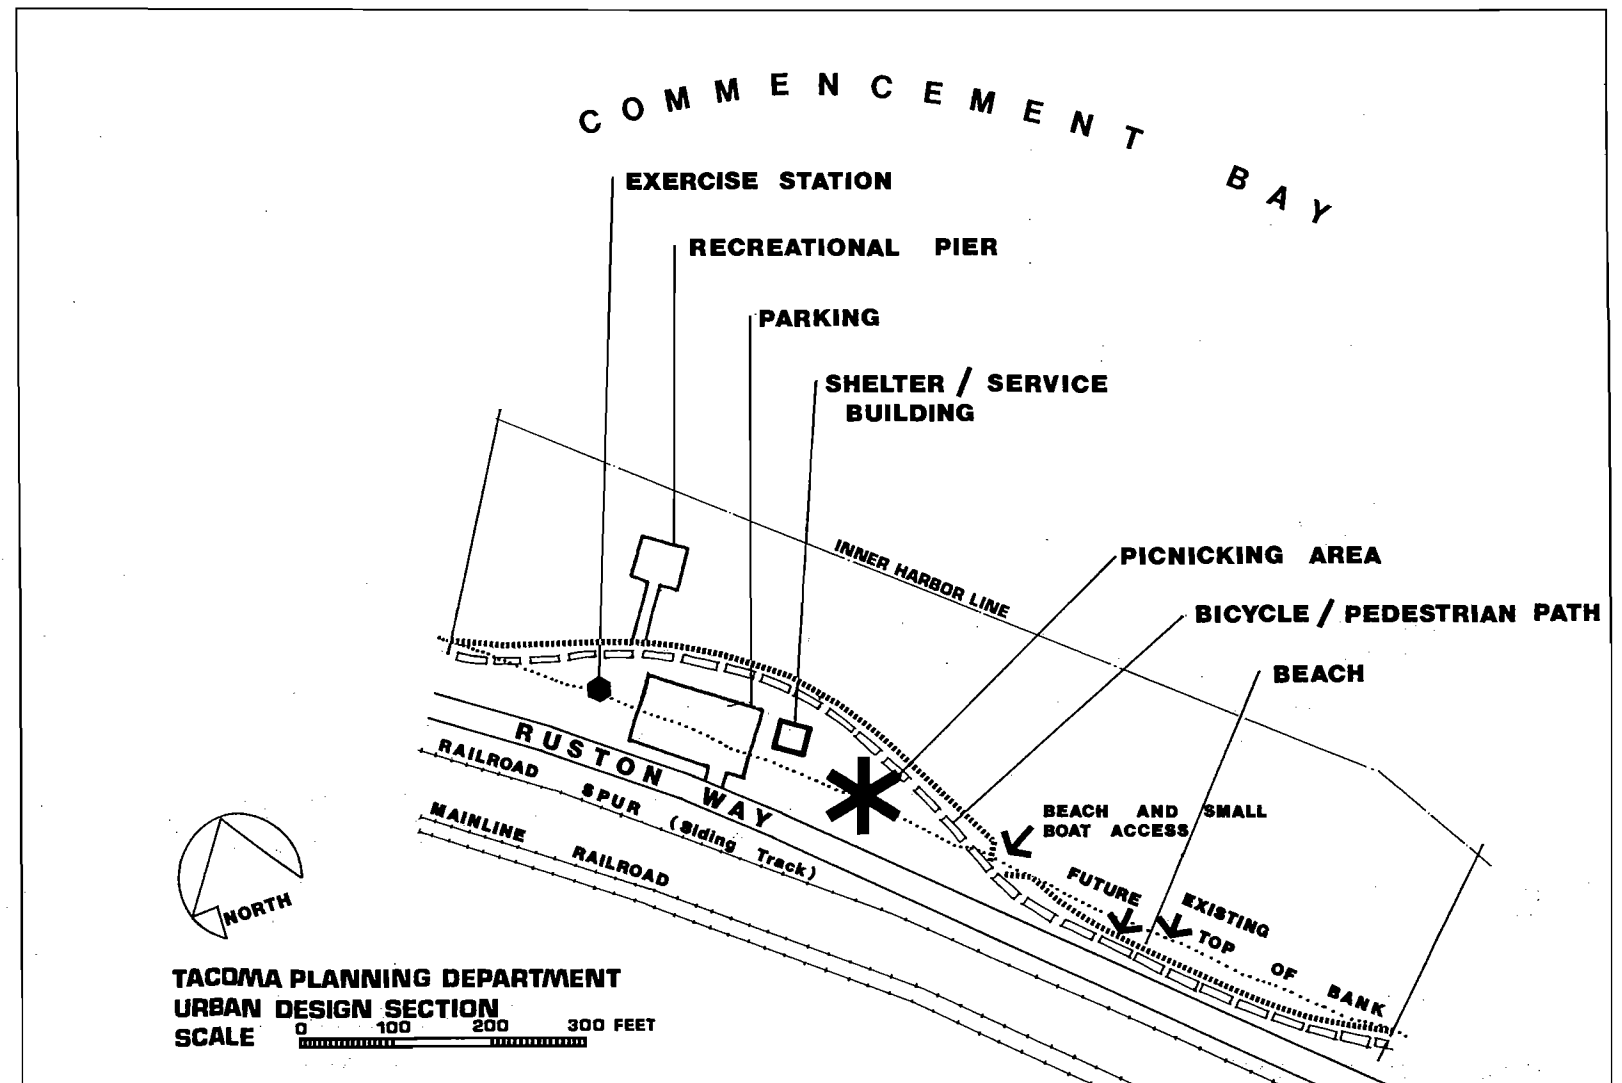 COMMENCEMENT BAY
EXERCISE STATION
RECREATIONAL PIER
PARKING
SHELTER / SERVICE
BUILDING
INNER HARBOR LINE
PICNICKING AREA
BICYCLE / PEDESTRIAN PATH
BEACH
RUSTON WAY
RAILROAD SPUR (Siding Track)
MAINLINE RAILROAD
BEACH AND SMALL
BOAT ACCESS
FUTURE
EXISTING
TOP OF BANK
NORTH
TACOMA PLANNING DEPARTMENT
URBAN DESIGN SECTION
SCALE 0 100 200 300 FEET